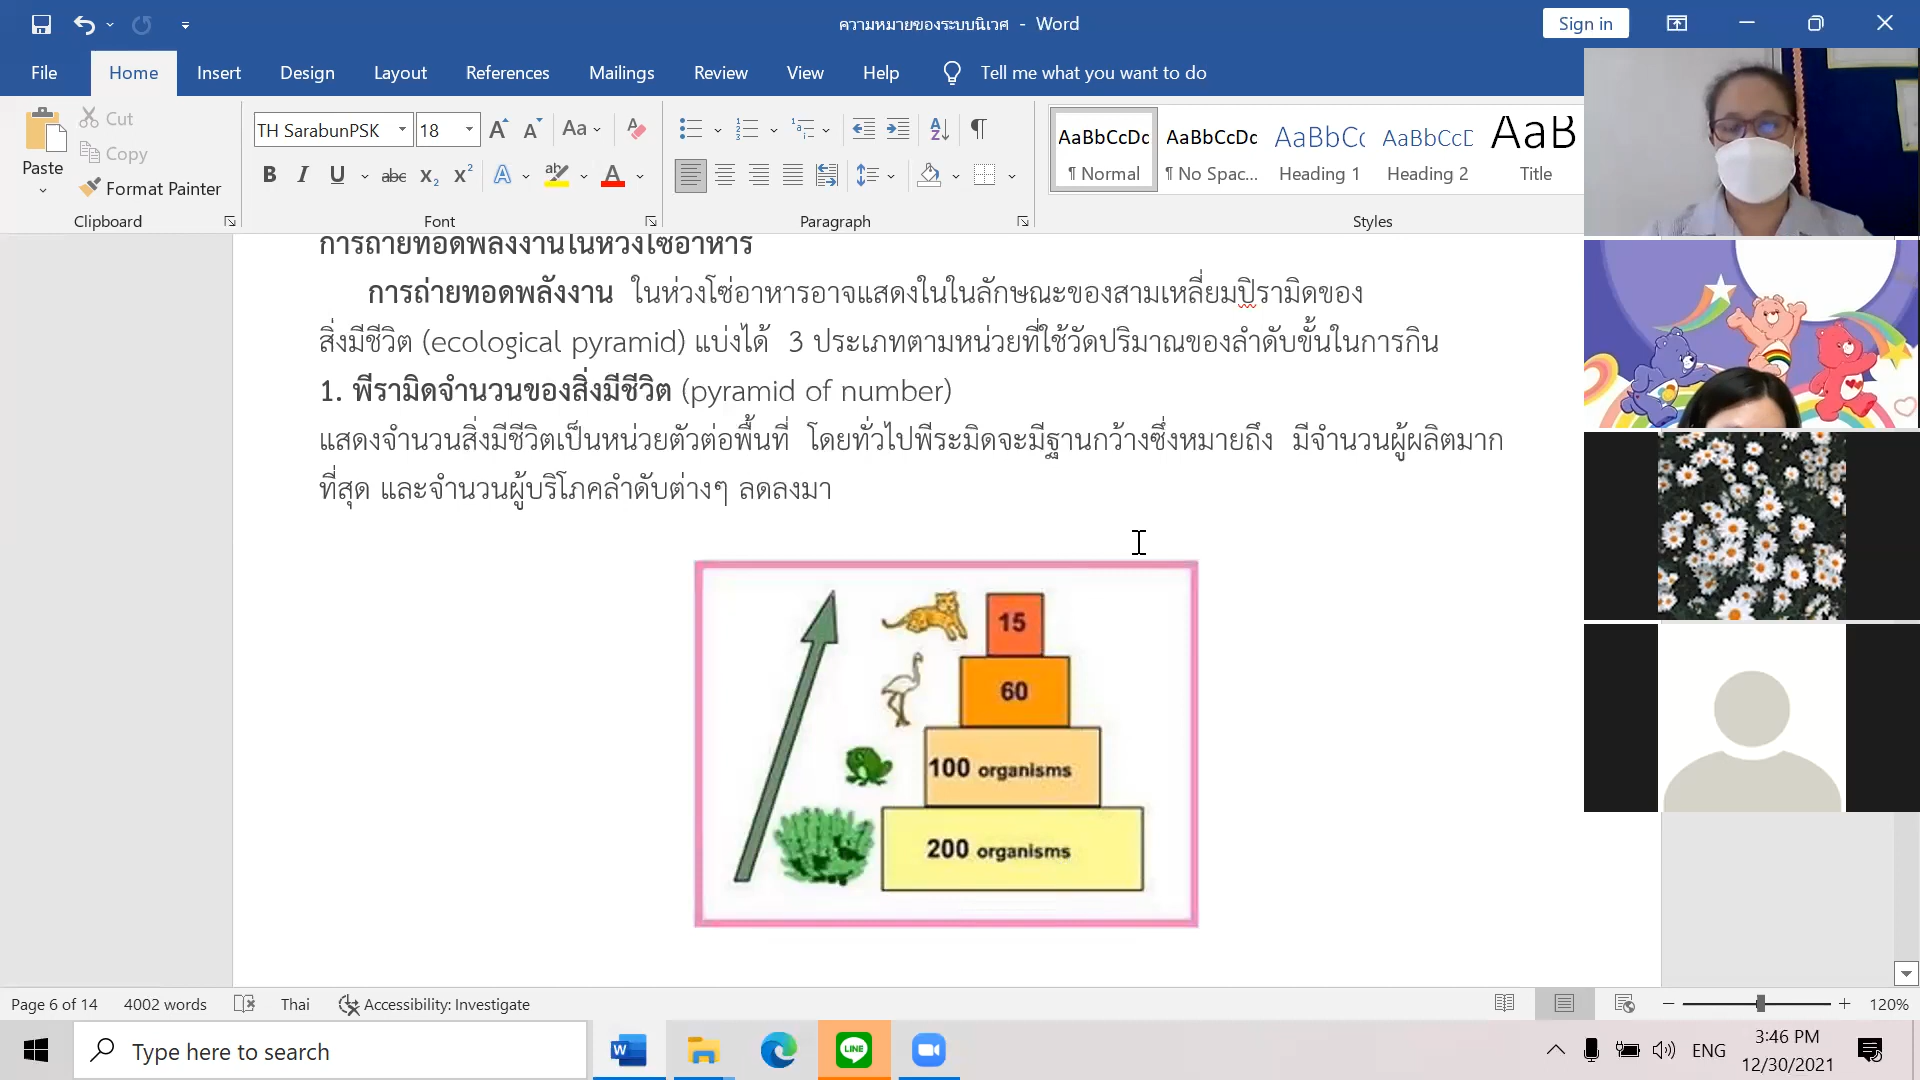 ความหมายของระบบนิเวศ - Word
Sign in
File Home Insert Design Layout References Mailings Review View Help Tell me what you want to do
Paste
Cut
Copy
Format Painter
Clipboard
TH SarabunPSK 18
Font
Paragraph
AaBbCcDc AaBbCcDc AaBbCc AaBbCcD AaB
¶ Normal ¶ No Spac... Heading 1 Heading 2 Title
Styles
การถ่ายทอดพลังงานในห่วงโซ่อาหาร
การถ่ายทอดพลังงาน ในห่วงโซ่อาหารอาจแสดงในในลักษณะของสามเหลี่ยมปิรามิดของ
สิ่งมีชีวิต (ecological pyramid) แบ่งได้ 3 ประเภทตามหน่วยที่ใช้วัดปริมาณของลำดับขั้นในการกิน
1. พีรามิดจำนวนของสิ่งมีชีวิต (pyramid of number)
แสดงจำนวนสิ่งมีชีวิตเป็นหน่วยตัวต่อพื้นที่ โดยทั่วไปพีระมิดจะมีฐานกว้างซึ่งหมายถึง มีจำนวนผู้ผลิตมาก
ที่สุด และจำนวนผู้บริโภคลำดับต่างๆ ลดลงมา
15
60
100 organisms
200 organisms
Page 6 of 14 4002 words Thai Accessibility: Investigate 120%
Type here to search
LINE
ENG
3:46 PM
12/30/2021